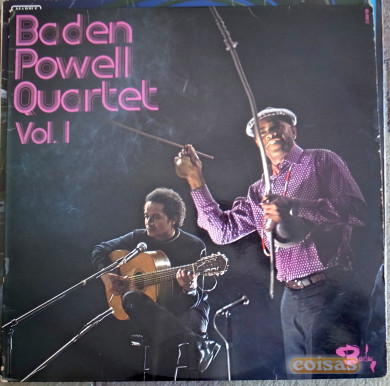 Baden
Powell
Quartet
Vol. I
coisas